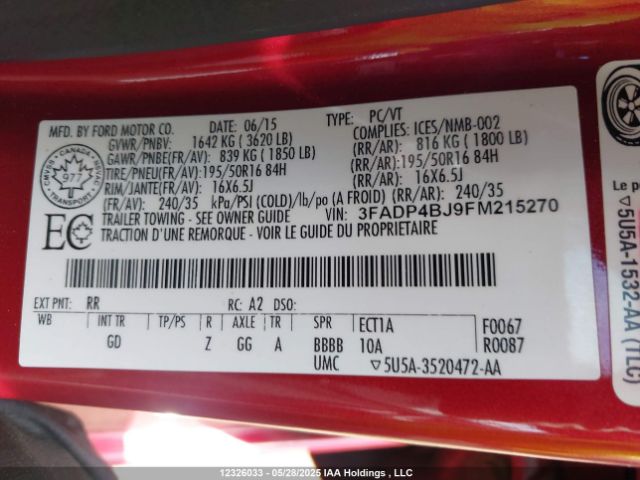 MFD. BY FORD MOTOR CO. DATE: 06/15 TYPE: PC/VT
GVWR/PNBV: 1642 KG ( 3620 LB) COMPLIES: ICES/NMB-002
GAWR/PNBE(FR/AV): 839 KG ( 1850 LB) (RR/AR): 816 KG ( 1800 LB)
TIRE/PNEU(FR/AV): 195/50R16 84H (RR/AR): 195/50R16 84H
RIM/JANTE(FR/AV): 16X6.5J (RR/AR): 16X6.5J
(FR/AV): 240/35 kPa/PSI (COLD)/lb/po (A FROID) (RR/AR): 240/35
TRAILER TOWING - SEE OWNER GUIDE VIN: 3FADP4BJ9FM215270
TRACTION D'UNE REMORQUE - VOIR LE GUIDE DU PROPRIETAIRE
CANADA
CMVSS NSVAC
977
EC
EXT PNT: RR RC: A2 DSO:
WB INT TR TP/PS R AXLE TR SPR ECT1A F0067
GD Z GG A BBBB 10A R0087
UMC ▽5U5A-3520472-AA
Le p
▽5U5A-1532-AA (TLC)
12326033 — 05/28/2025 IAA Holdings , LLC